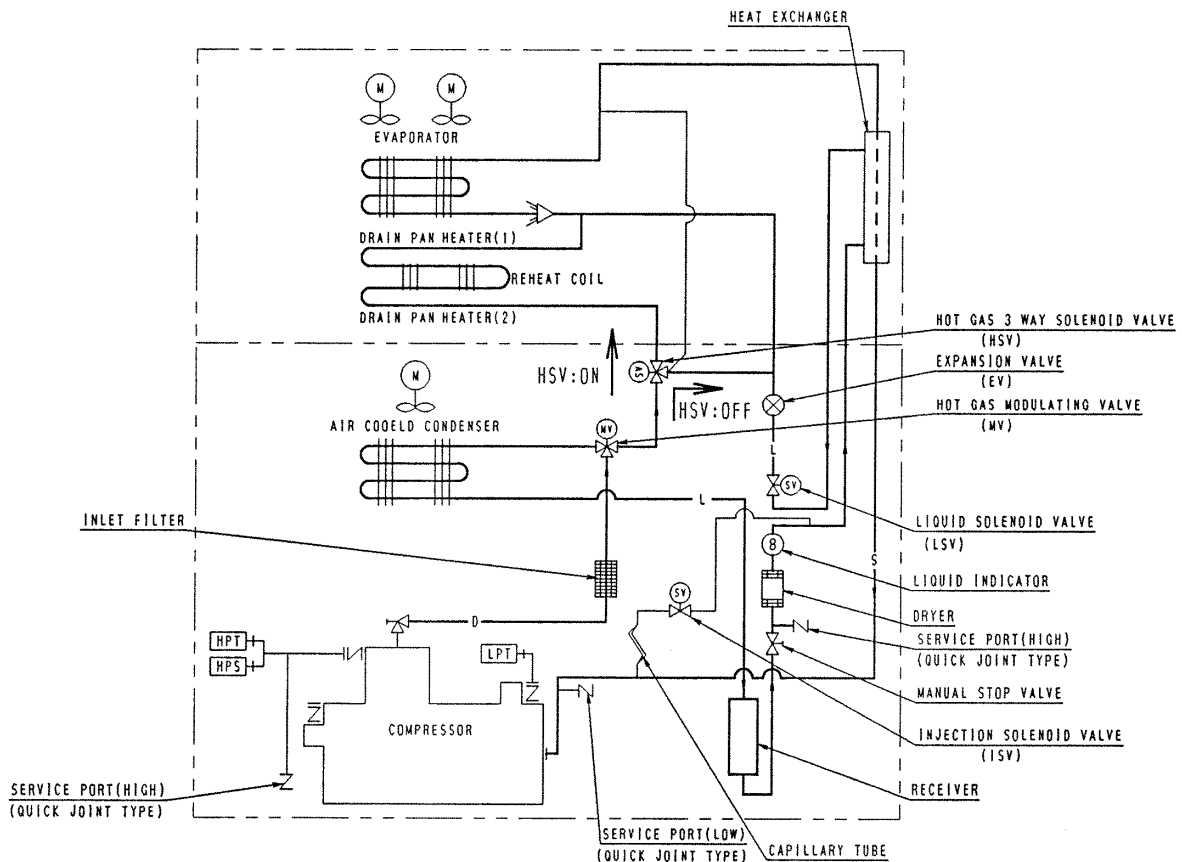 HEAT EXCHANGER
M
M
EVAPORATOR
DRAIN PAN HEATER(1)
REHEAT COIL
DRAIN PAN HEATER(2)
HOT GAS 3 WAY SOLENOID VALVE
(HSV)
HSV:ON
SV
EXPANSION VALVE
(EV)
M
HSV:OFF
HOT GAS MODULATING VALVE
(MV)
AIR COOELD CONDENSER
MV
L
SV
L
INLET FILTER
LIQUID SOLENOID VALVE
(LSV)
8
S
LIQUID INDICATOR
SV
DRYER
D
SERVICE PORT(HIGH)
(QUICK JOINT TYPE)
HPT
HPS
LPT
MANUAL STOP VALVE
COMPRESSOR
INJECTION SOLENOID VALVE
(ISV)
RECEIVER
SERVICE PORT(HIGH)
(QUICK JOINT TYPE)
SERVICE PORT(LOW)
(QUICK JOINT TYPE)
CAPILLARY TUBE